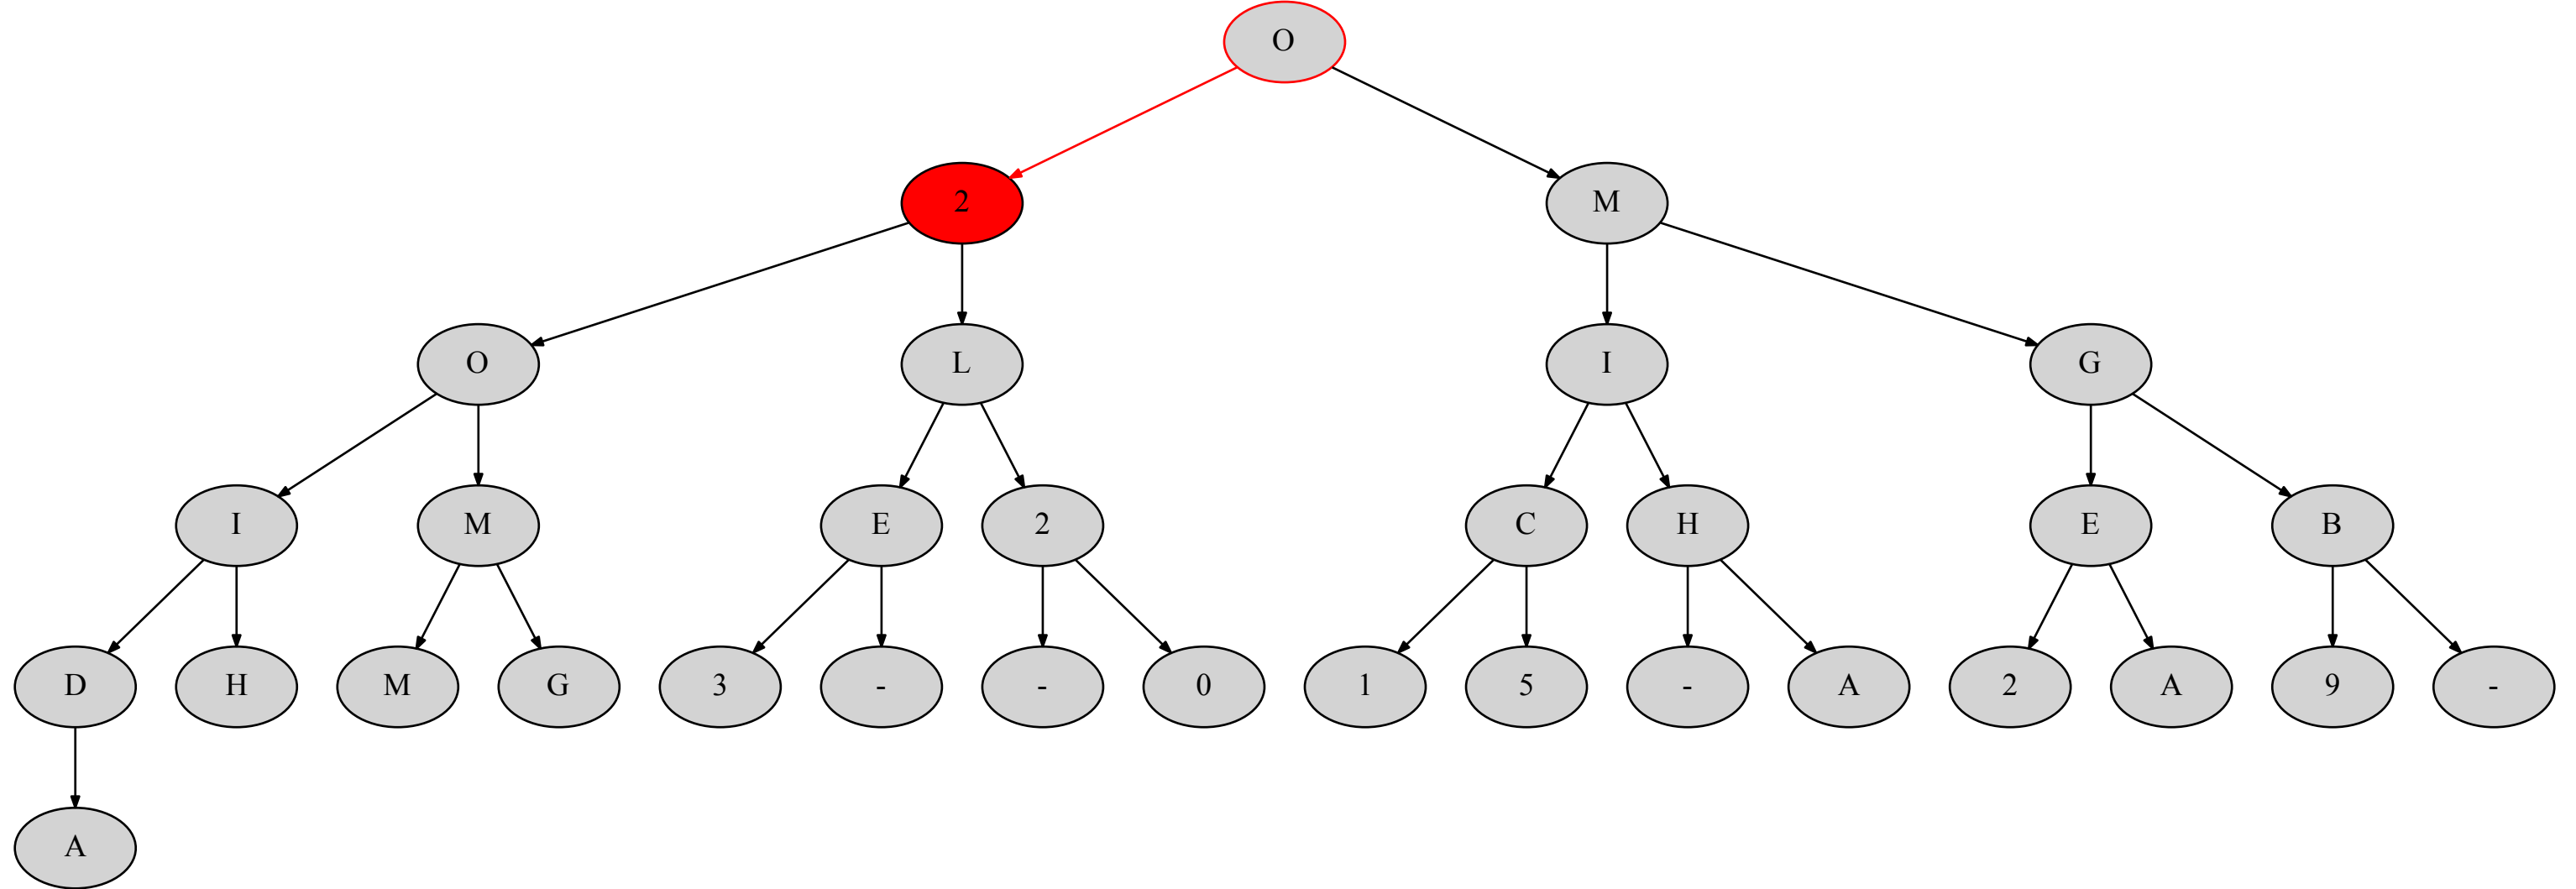 O
2 M
O L I G
I M E 2 C H E B
D H M G 3 - - 0 1 5 - A 2 A 9 -
A